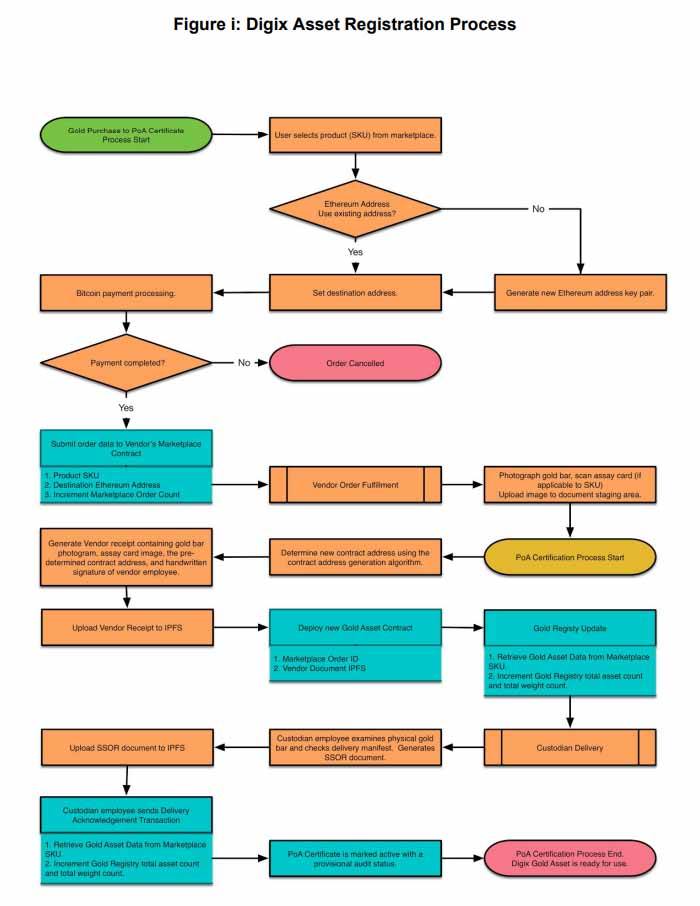 Figure i: Digix Asset Registration Process
Gold Purchase to PoA Certificate
Process Start
User selects product (SKU) from marketplace.
Ethereum Address
Use existing address?
No
Yes
Bitcoin payment processing.
Set destination address.
Generate new Ethereum address key pair.
Payment completed?
No
Order Cancelled
Yes
Submit order data to Vendor's Marketplace
Contract
1. Product SKU
2. Destination Ethereum Address
3. Increment Marketplace Order Count
Vendor Order Fulfillment
Photograph gold bar, scan assay card (if
applicable to SKU)
Upload image to document staging area.
Generate Vendor receipt containing gold bar
photogram, assay card image, the pre-
determined contract address, and handwritten
signature of vendor employee.
Determine new contract address using the
contract address generation algorithm.
PoA Certification Process Start
Upload Vendor Receipt to IPFS
Deploy new Gold Asset Contract
1. Marketplace Order ID
2. Vendor Document IPFS
Gold Registy Update
1. Retrieve Gold Asset Data from Marketplace
SKU.
2. Increment Gold Registry total asset count
and total weight count.
Upload SSOR document to IPFS
Custodian employee examines physical gold
bar and checks delivery manifest. Generates
SSOR document.
Custodian Delivery
Custodian employee sends Delivery
Acknowledgement Transaction
1. Retrieve Gold Asset Data from Marketplace
SKU.
2. Increment Gold Registry total asset count
and total weight count.
PoA Certificate is marked active with a
provisional audit status.
PoA Certification Process End.
Digix Gold Asset is ready for use.